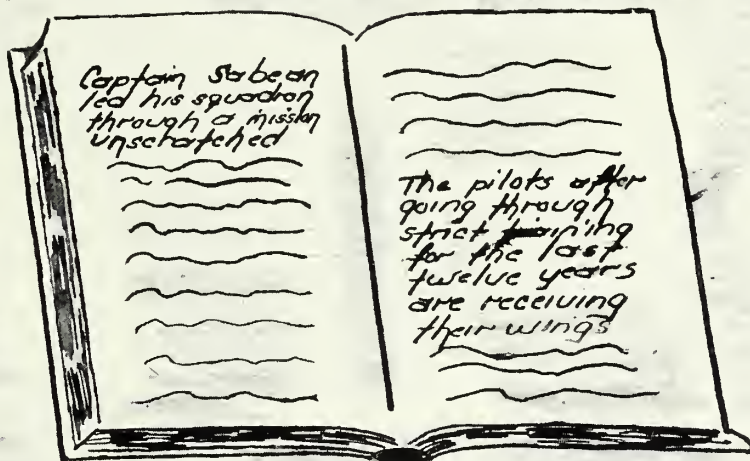 Captain Sabean
led his squadron
through a mission
unscratched
The pilots after
going through
strict training
for the last
twelve years
are receiving
their wings